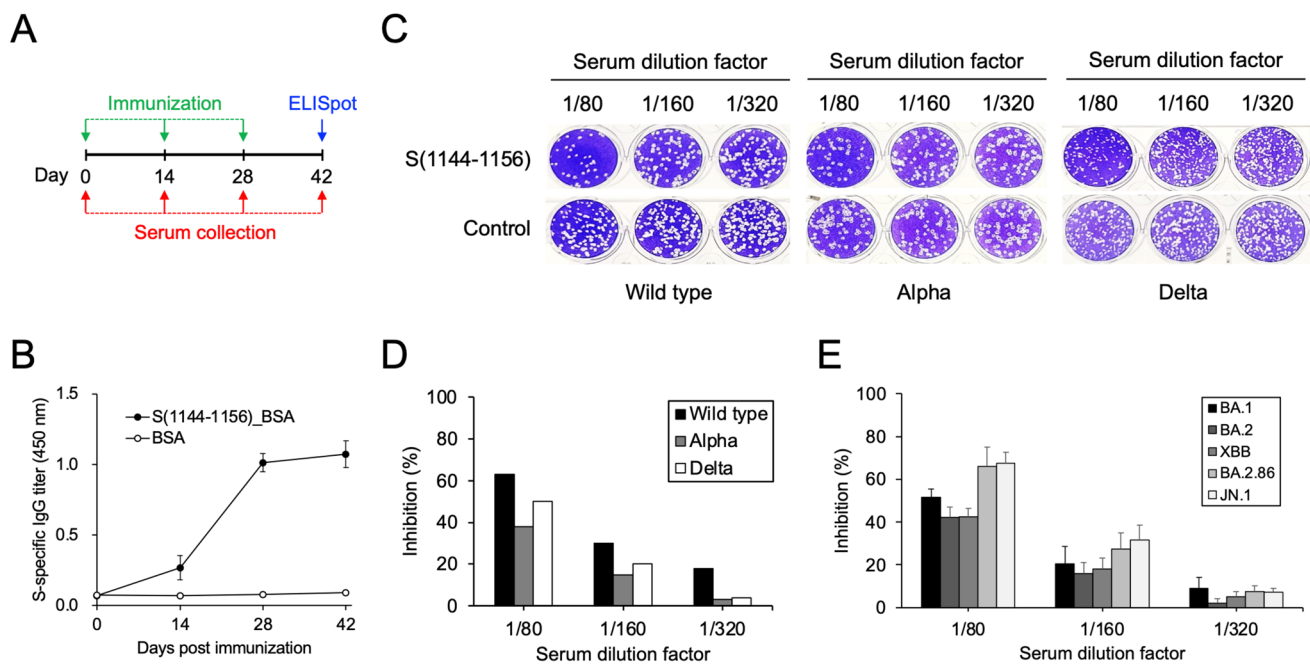 A
Immunization
ELISpot
Day
0
14
28
42
Serum collection
C
Serum dilution factor
Serum dilution factor
Serum dilution factor
1/80 1/160 1/320
1/80 1/160 1/320
1/80 1/160 1/320
S(1144-1156)
Control
Wild type
Alpha
Delta
B
S-specific IgG titer (450 nm)
1.5
1.0
0.5
0.0
S(1144-1156)_BSA
BSA
0
14
28
42
Days post immunization
D
Inhibition (%)
100
80
60
40
20
0
Wild type
Alpha
Delta
1/80
1/160
1/320
Serum dilution factor
E
Inhibition (%)
100
80
60
40
20
0
BA.1
BA.2
XBB
BA.2.86
JN.1
1/80
1/160
1/320
Serum dilution factor